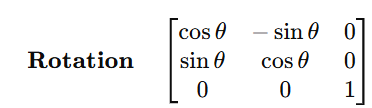 cos θ − sin θ 0
Rotation sin θ cos θ 0
0 0 1